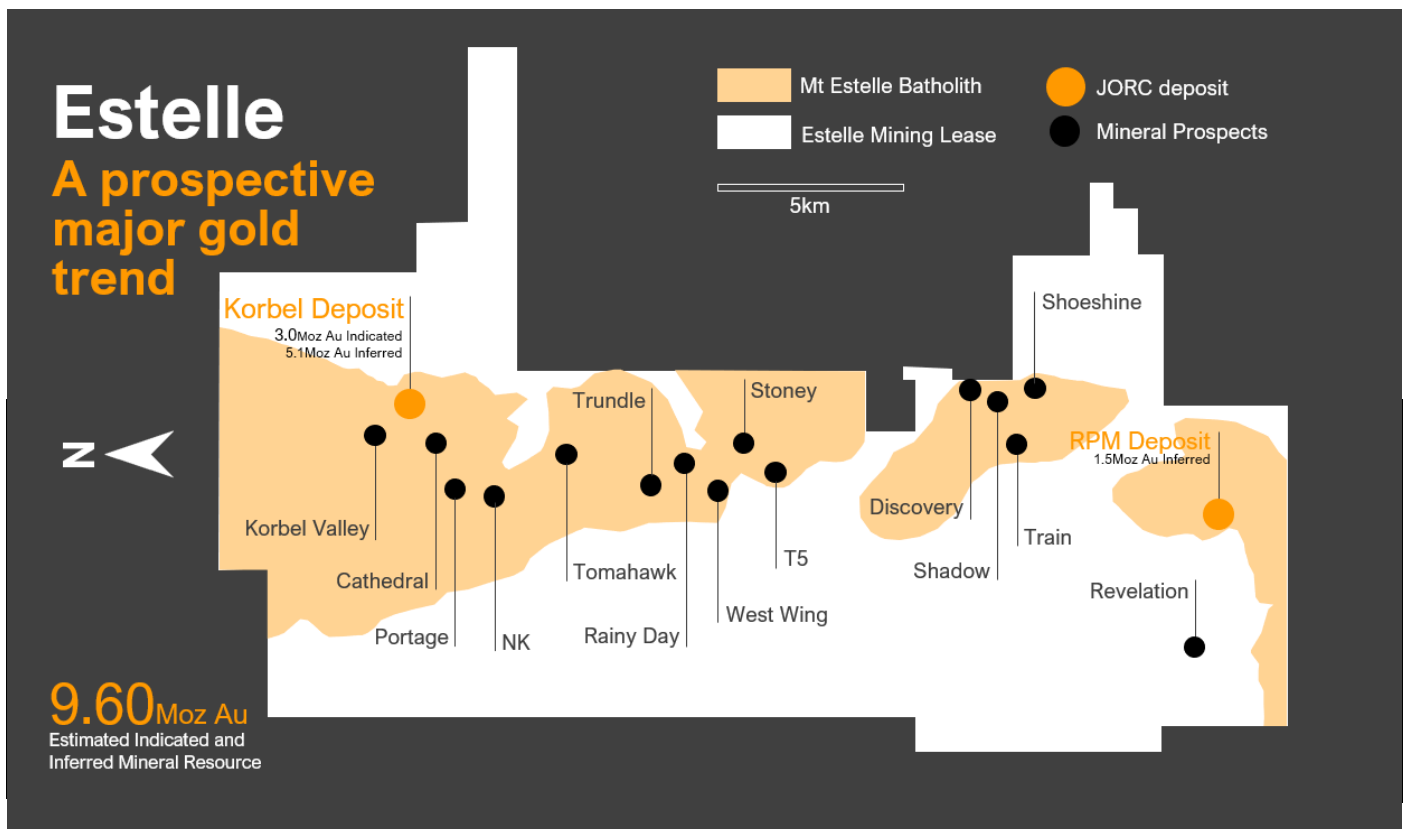 Estelle
A prospective
major gold
trend
Mt Estelle Batholith
Estelle Mining Lease
JORC deposit
Mineral Prospects
5km
Korbel Deposit
3.0Moz Au Indicated
5.1Moz Au Inferred
Shoeshine
Trundle
Stoney
RPM Deposit
1.5Moz Au Inferred
N
Korbel Valley
Discovery
Cathedral
Tomahawk
T5
Train
Shadow
Revelation
Portage
NK
Rainy Day
West Wing
9.60Moz Au
Estimated Indicated and
Inferred Mineral Resource